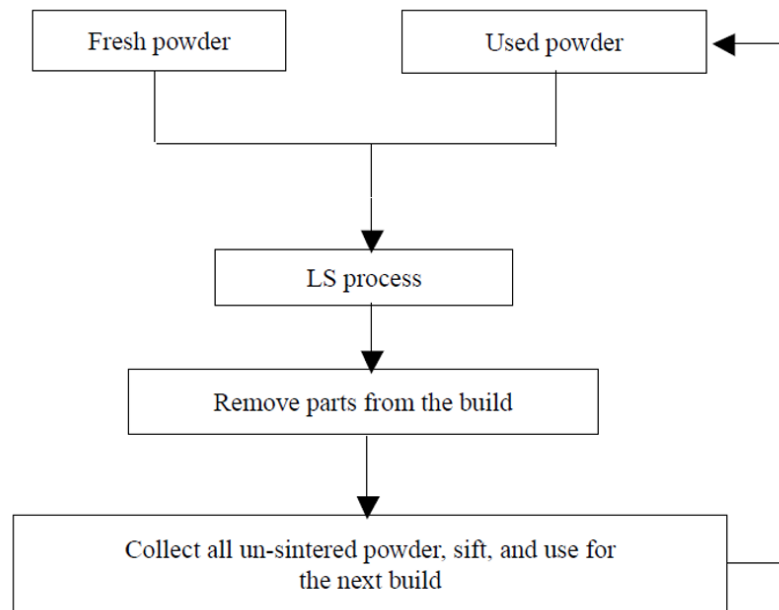 Fresh powder
Used powder
LS process
Remove parts from the build
Collect all un-sintered powder, sift, and use for
the next build